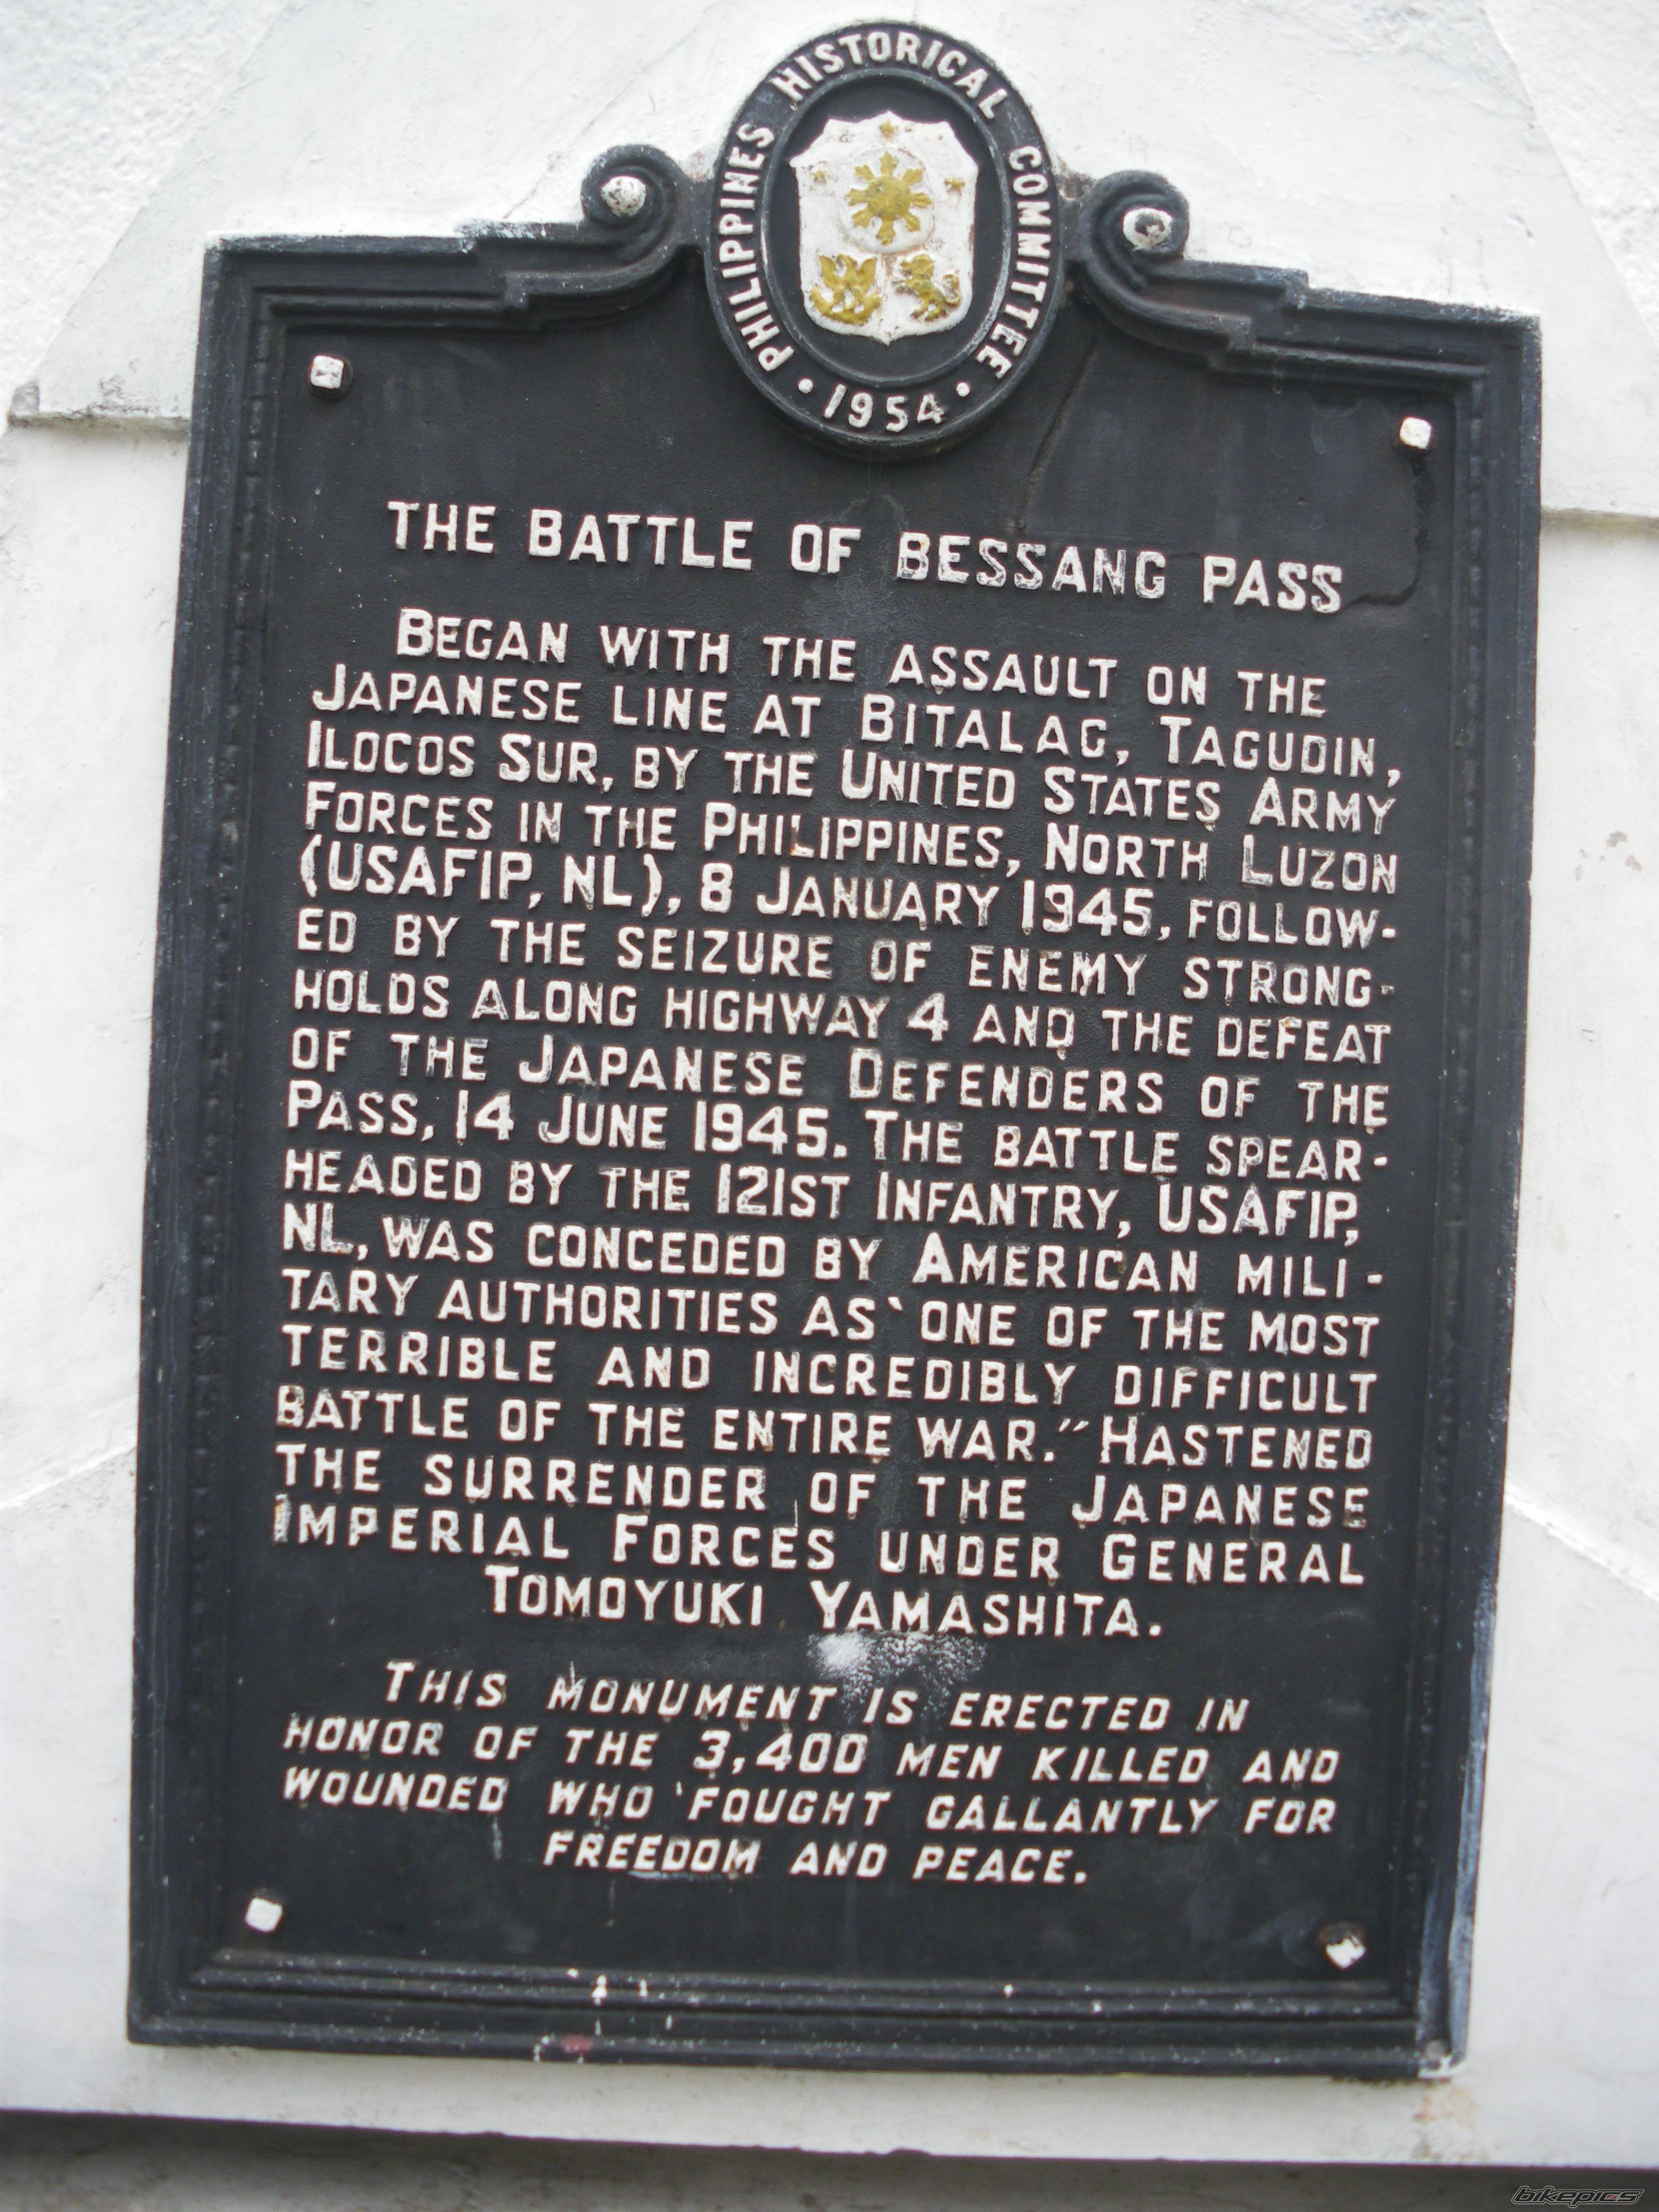 PHILIPPINES HISTORICAL COMMITTEE
• 1954 •
THE BATTLE OF BESSANG PASS
BEGAN WITH THE ASSAULT ON THE
JAPANESE LINE AT BITALAG, TAGUDIN,
ILOCOS SUR, BY THE UNITED STATES ARMY
FORCES IN THE PHILIPPINES, NORTH LUZON
(USAFIP, NL), 8 JANUARY 1945, FOLLOW-
ED BY THE SEIZURE OF ENEMY STRONG-
HOLDS ALONG HIGHWAY 4 AND THE DEFEAT
OF THE JAPANESE DEFENDERS OF THE
PASS, 14 JUNE 1945. THE BATTLE SPEAR-
HEADED BY THE 121ST INFANTRY, USAFIP,
NL, WAS CONCEDED BY AMERICAN MILI-
TARY AUTHORITIES AS "ONE OF THE MOST
TERRIBLE AND INCREDIBLY DIFFICULT
BATTLE OF THE ENTIRE WAR." HASTENED
THE SURRENDER OF THE JAPANESE
IMPERIAL FORCES UNDER GENERAL
TOMOYUKI YAMASHITA.
THIS MONUMENT IS ERECTED IN
HONOR OF THE 3,400 MEN KILLED AND
WOUNDED WHO FOUGHT GALLANTLY FOR
FREEDOM AND PEACE.
bikepics